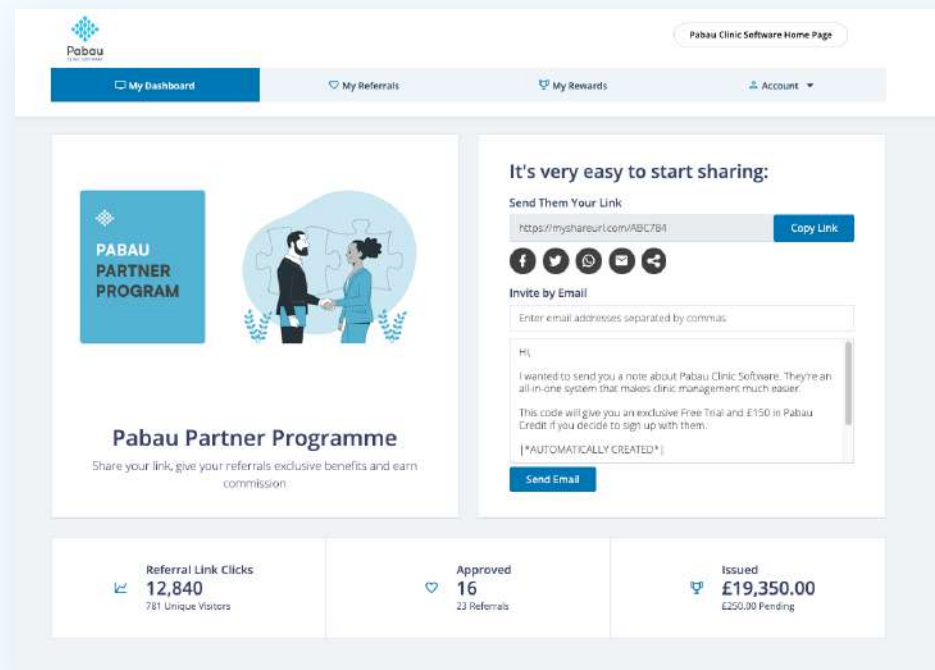 Pabau
CLINIC SOFTWARE
Pabau Clinic Software Home Page
My Dashboard
My Referrals
My Rewards
Account
PABAU
PARTNER
PROGRAM
Pabau Partner Programme
Share your link, give your referrals exclusive benefits and earn
commission
It's very easy to start sharing:
Send Them Your Link
https://myshareurl.com/ABC784
Copy Link
Invite by Email
Enter email addresses separated by commas
Hi,
I wanted to send you a note about Pabau Clinic Software. They're an
all-in-one system that makes clinic management much easier.
This code will give you an exclusive Free Trial and £150 in Pabau
Credit if you decide to sign up with them.
|*AUTOMATICALLY CREATED*|
Send Email
Referral Link Clicks
12,840
781 Unique Visitors
Approved
16
23 Referrals
Issued
£19,350.00
£250.00 Pending